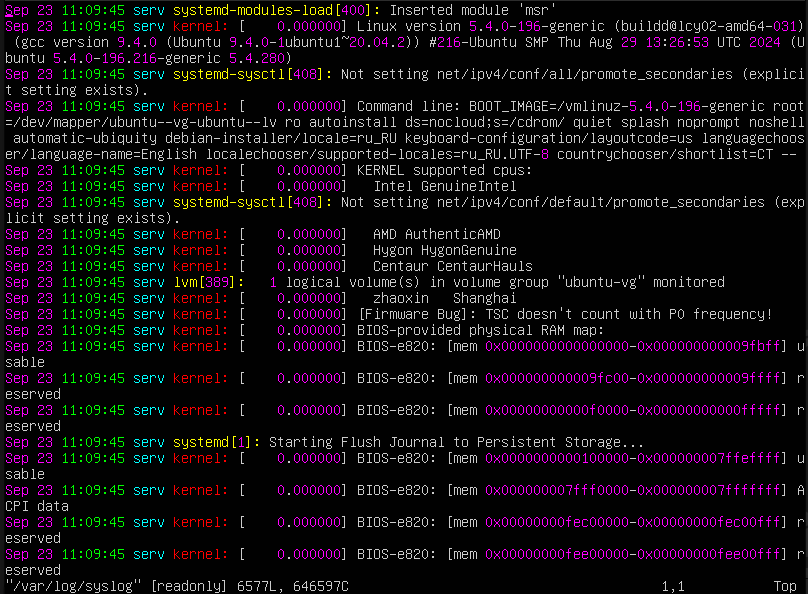 Sep 23 11:09:45 serv systemd-modules-load[400]: Inserted module 'msr'
Sep 23 11:09:45 serv kernel: [    0.000000] Linux version 5.4.0-196-generic (buildd@lcy02-amd64-031)
 (gcc version 9.4.0 (Ubuntu 9.4.0-1ubuntu1~20.04.2)) #216-Ubuntu SMP Thu Aug 29 13:26:53 UTC 2024 (U
buntu 5.4.0-196.216-generic 5.4.280)
Sep 23 11:09:45 serv systemd-sysctl[408]: Not setting net/ipv4/conf/all/promote_secondaries (explici
t setting exists).
Sep 23 11:09:45 serv kernel: [    0.000000] Command line: BOOT_IMAGE=/vmlinuz-5.4.0-196-generic root
=/dev/mapper/ubuntu--vg-ubuntu--lv ro autoinstall ds=nocloud;s=/cdrom/ quiet splash noprompt noshell
 automatic-ubiquity debian-installer/locale=ru_RU keyboard-configuration/layoutcode=us languagechoos
er/language-name=English localechooser/supported-locales=ru_RU.UTF-8 countrychooser/shortlist=CT --
Sep 23 11:09:45 serv kernel: [    0.000000] KERNEL supported cpus:
Sep 23 11:09:45 serv kernel: [    0.000000]   Intel GenuineIntel
Sep 23 11:09:45 serv systemd-sysctl[408]: Not setting net/ipv4/conf/default/promote_secondaries (exp
licit setting exists).
Sep 23 11:09:45 serv kernel: [    0.000000]   AMD AuthenticAMD
Sep 23 11:09:45 serv kernel: [    0.000000]   Hygon HygonGenuine
Sep 23 11:09:45 serv kernel: [    0.000000]   Centaur CentaurHauls
Sep 23 11:09:45 serv lvm[389]:   1 logical volume(s) in volume group "ubuntu-vg" monitored
Sep 23 11:09:45 serv kernel: [    0.000000]   zhaoxin   Shanghai
Sep 23 11:09:45 serv kernel: [    0.000000] [Firmware Bug]: TSC doesn't count with P0 frequency!
Sep 23 11:09:45 serv kernel: [    0.000000] BIOS-provided physical RAM map:
Sep 23 11:09:45 serv kernel: [    0.000000] BIOS-e820: [mem 0x0000000000000000-0x000000000009fbff] u
sable
Sep 23 11:09:45 serv kernel: [    0.000000] BIOS-e820: [mem 0x000000000009fc00-0x000000000009ffff] r
eserved
Sep 23 11:09:45 serv kernel: [    0.000000] BIOS-e820: [mem 0x00000000000f0000-0x00000000000fffff] r
eserved
Sep 23 11:09:45 serv systemd[1]: Starting Flush Journal to Persistent Storage...
Sep 23 11:09:45 serv kernel: [    0.000000] BIOS-e820: [mem 0x0000000000100000-0x000000007ffeffff] u
sable
Sep 23 11:09:45 serv kernel: [    0.000000] BIOS-e820: [mem 0x000000007fff0000-0x000000007fffffff] A
CPI data
Sep 23 11:09:45 serv kernel: [    0.000000] BIOS-e820: [mem 0x00000000fec00000-0x00000000fec00fff] r
eserved
Sep 23 11:09:45 serv kernel: [    0.000000] BIOS-e820: [mem 0x00000000fee00000-0x00000000fee00fff] r
eserved
"/var/log/syslog" [readonly] 6577L, 646597C                                       1,1           Top